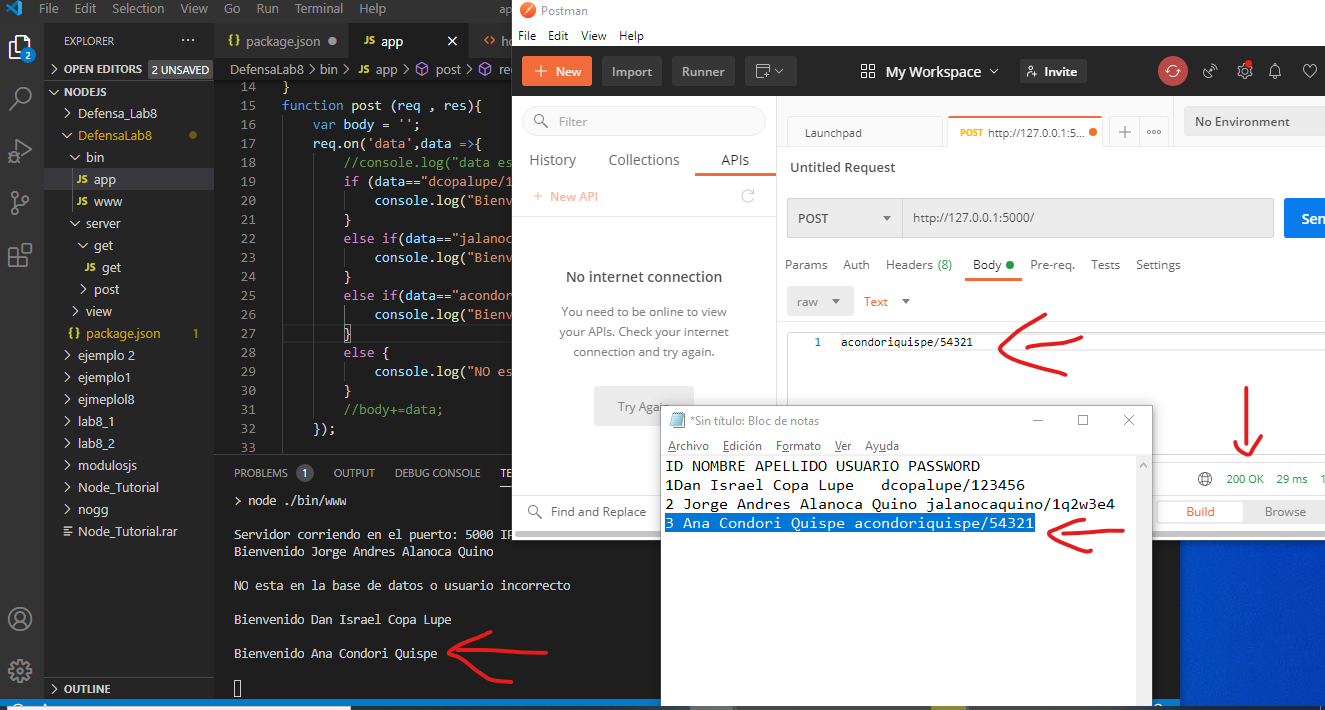 File Edit Selection View Go Run Terminal Help
EXPLORER
OPEN EDITORS 2 UNSAVED
NODEJS
Defensa_Lab8
DefensaLab8
bin
JS app
JS www
server
get
JS get
post
view
{} package.json 1
ejemplo 2
ejemplo1
ejmeplol8
lab8_1
lab8_2
modulosjs
Node_Tutorial
nogg
Node_Tutorial.rar
OUTLINE
2
{} package.json
JS app
DefensaLab8 > bin > JS app > post >
14 }
15 function post (req , res){
16 var body = '';
17 req.on('data',data =>{
18 //console.log("data es
19 if (data=="dcopalupe/1
20 console.log("Bienv
21 }
22 else if(data=="jalanoc
23 console.log("Bienv
24 }
25 else if(data=="acondor
26 console.log("Bienv
27 }
28 else {
29 console.log("NO es
30 }
31 //body+=data;
32 });
33
PROBLEMS 1 OUTPUT DEBUG CONSOLE TE
> node ./bin/www
Servidor corriendo en el puerto: 5000 IP
Bienvenido Jorge Andres Alanoca Quino
NO esta en la base de datos o usuario incorrecto
Bienvenido Dan Israel Copa Lupe
Bienvenido Ana Condori Quispe
Postman
File Edit View Help
+ New Import Runner
My Workspace Invite
Filter
History Collections APIs
+ New API
No internet connection
You need to be online to view
your APIs. Check your internet
connection and try again.
Try Again
Find and Replace
Launchpad
POST http://127.0.0.1:5... + ...
No Environment
Untitled Request
POST http://127.0.0.1:5000/ Sen
Params Auth Headers (8) Body Pre-req. Tests Settings
raw Text
1 acondoriquispe/54321
200 OK 29 ms 1
Build Browse
*Sin título: Bloc de notas
Archivo Edición Formato Ver Ayuda
ID NOMBRE APELLIDO USUARIO PASSWORD
1Dan Israel Copa Lupe dcopalupe/123456
2 Jorge Andres Alanoca Quino jalanocaquino/1q2w3e4
3 Ana Condori Quispe acondoriquispe/54321